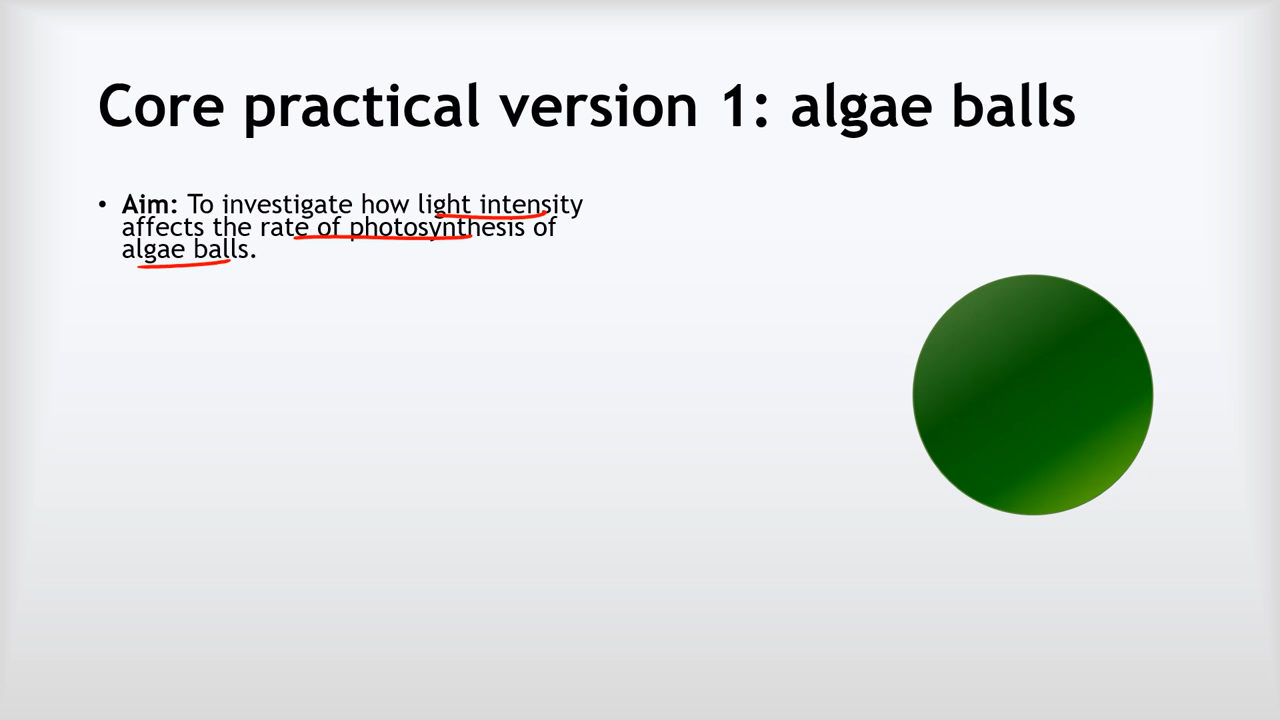 Core practical version 1: algae balls
• Aim: To investigate how light intensity
affects the rate of photosynthesis of
algae balls.